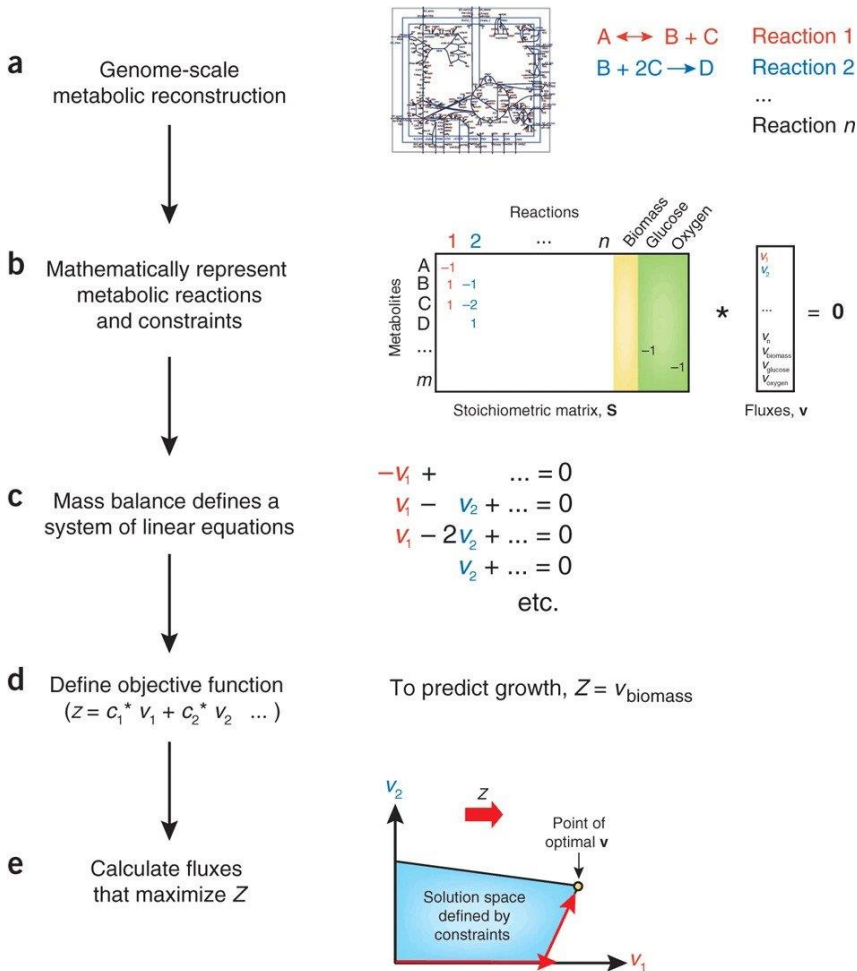 a
Genome-scale
metabolic reconstruction
A ↔ B + C Reaction 1
B + 2C → D Reaction 2
...
Reaction n
b
Mathematically represent
metabolic reactions
and constraints
Reactions
1 2 ... n Biomass Glucose Oxygen
Metabolites
A −1
B 1 −1
C 1 −2
D 1
... −1
m −1
Stoichiometric matrix, S
*
v₁
v₂
...
vₙ
v_biomass
v_glucose
v_oxygen
= 0
Fluxes, v
c
Mass balance defines a
system of linear equations
−v₁ + ... = 0
v₁ − v₂ + ... = 0
v₁ − 2v₂ + ... = 0
v₂ + ... = 0
etc.
d
Define objective function
(z = c₁* v₁ + c₂* v₂ ... )
To predict growth, Z = v_biomass
e
Calculate fluxes
that maximize Z
v₂
Z
Point of
optimal v
Solution space
defined by
constraints
v₁